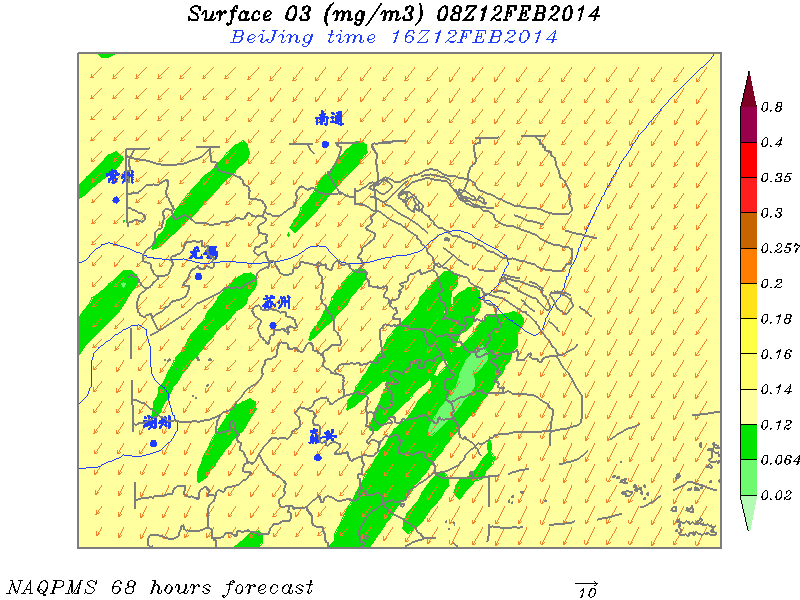 Surface O3 (mg/m3) 08Z12FEB2014
BeiJing time 16Z12FEB2014
南通
常州
无锡
苏州
湖州
嘉兴
0.8
0.4
0.35
0.3
0.257
0.2
0.18
0.16
0.14
0.12
0.064
0.02
NAQPMS 68 hours forecast
10